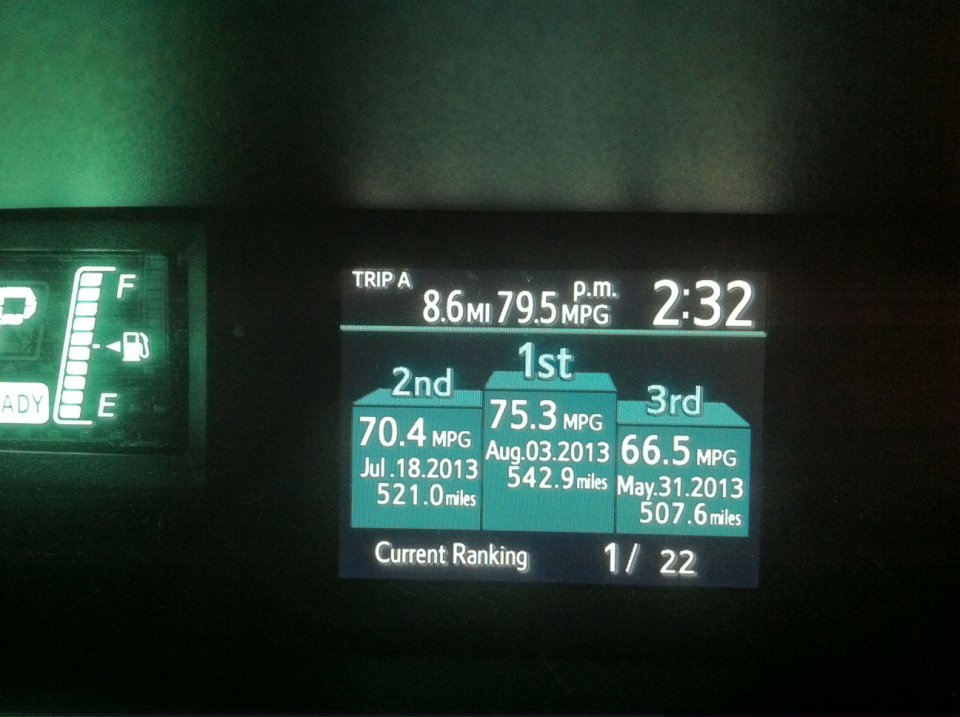 TRIP A
8.6MI 79.5MPG p.m. 2:32
1st
2nd
3rd
70.4 MPG
Jul.18.2013
521.0miles
75.3 MPG
Aug.03.2013
542.9miles
66.5 MPG
May.31.2013
507.6miles
Current Ranking 1/ 22
P
F
E
ADY